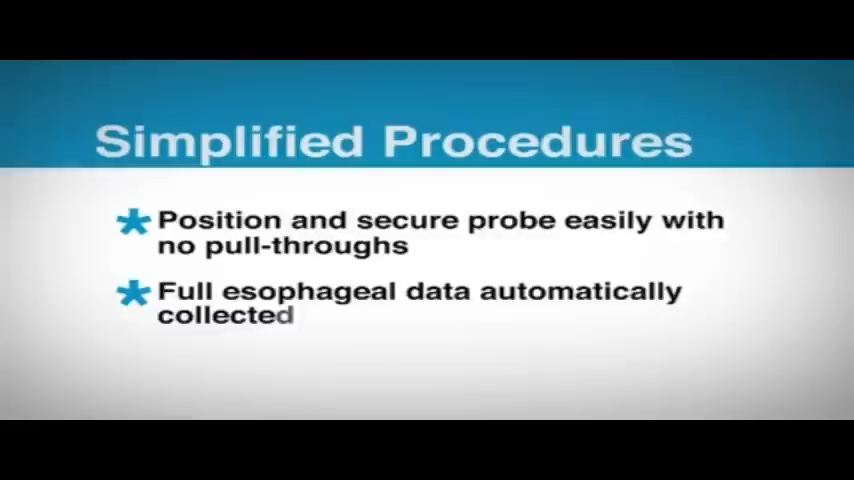 Simplified Procedures
* Position and secure probe easily with
no pull-throughs
* Full esophageal data automatically
collected